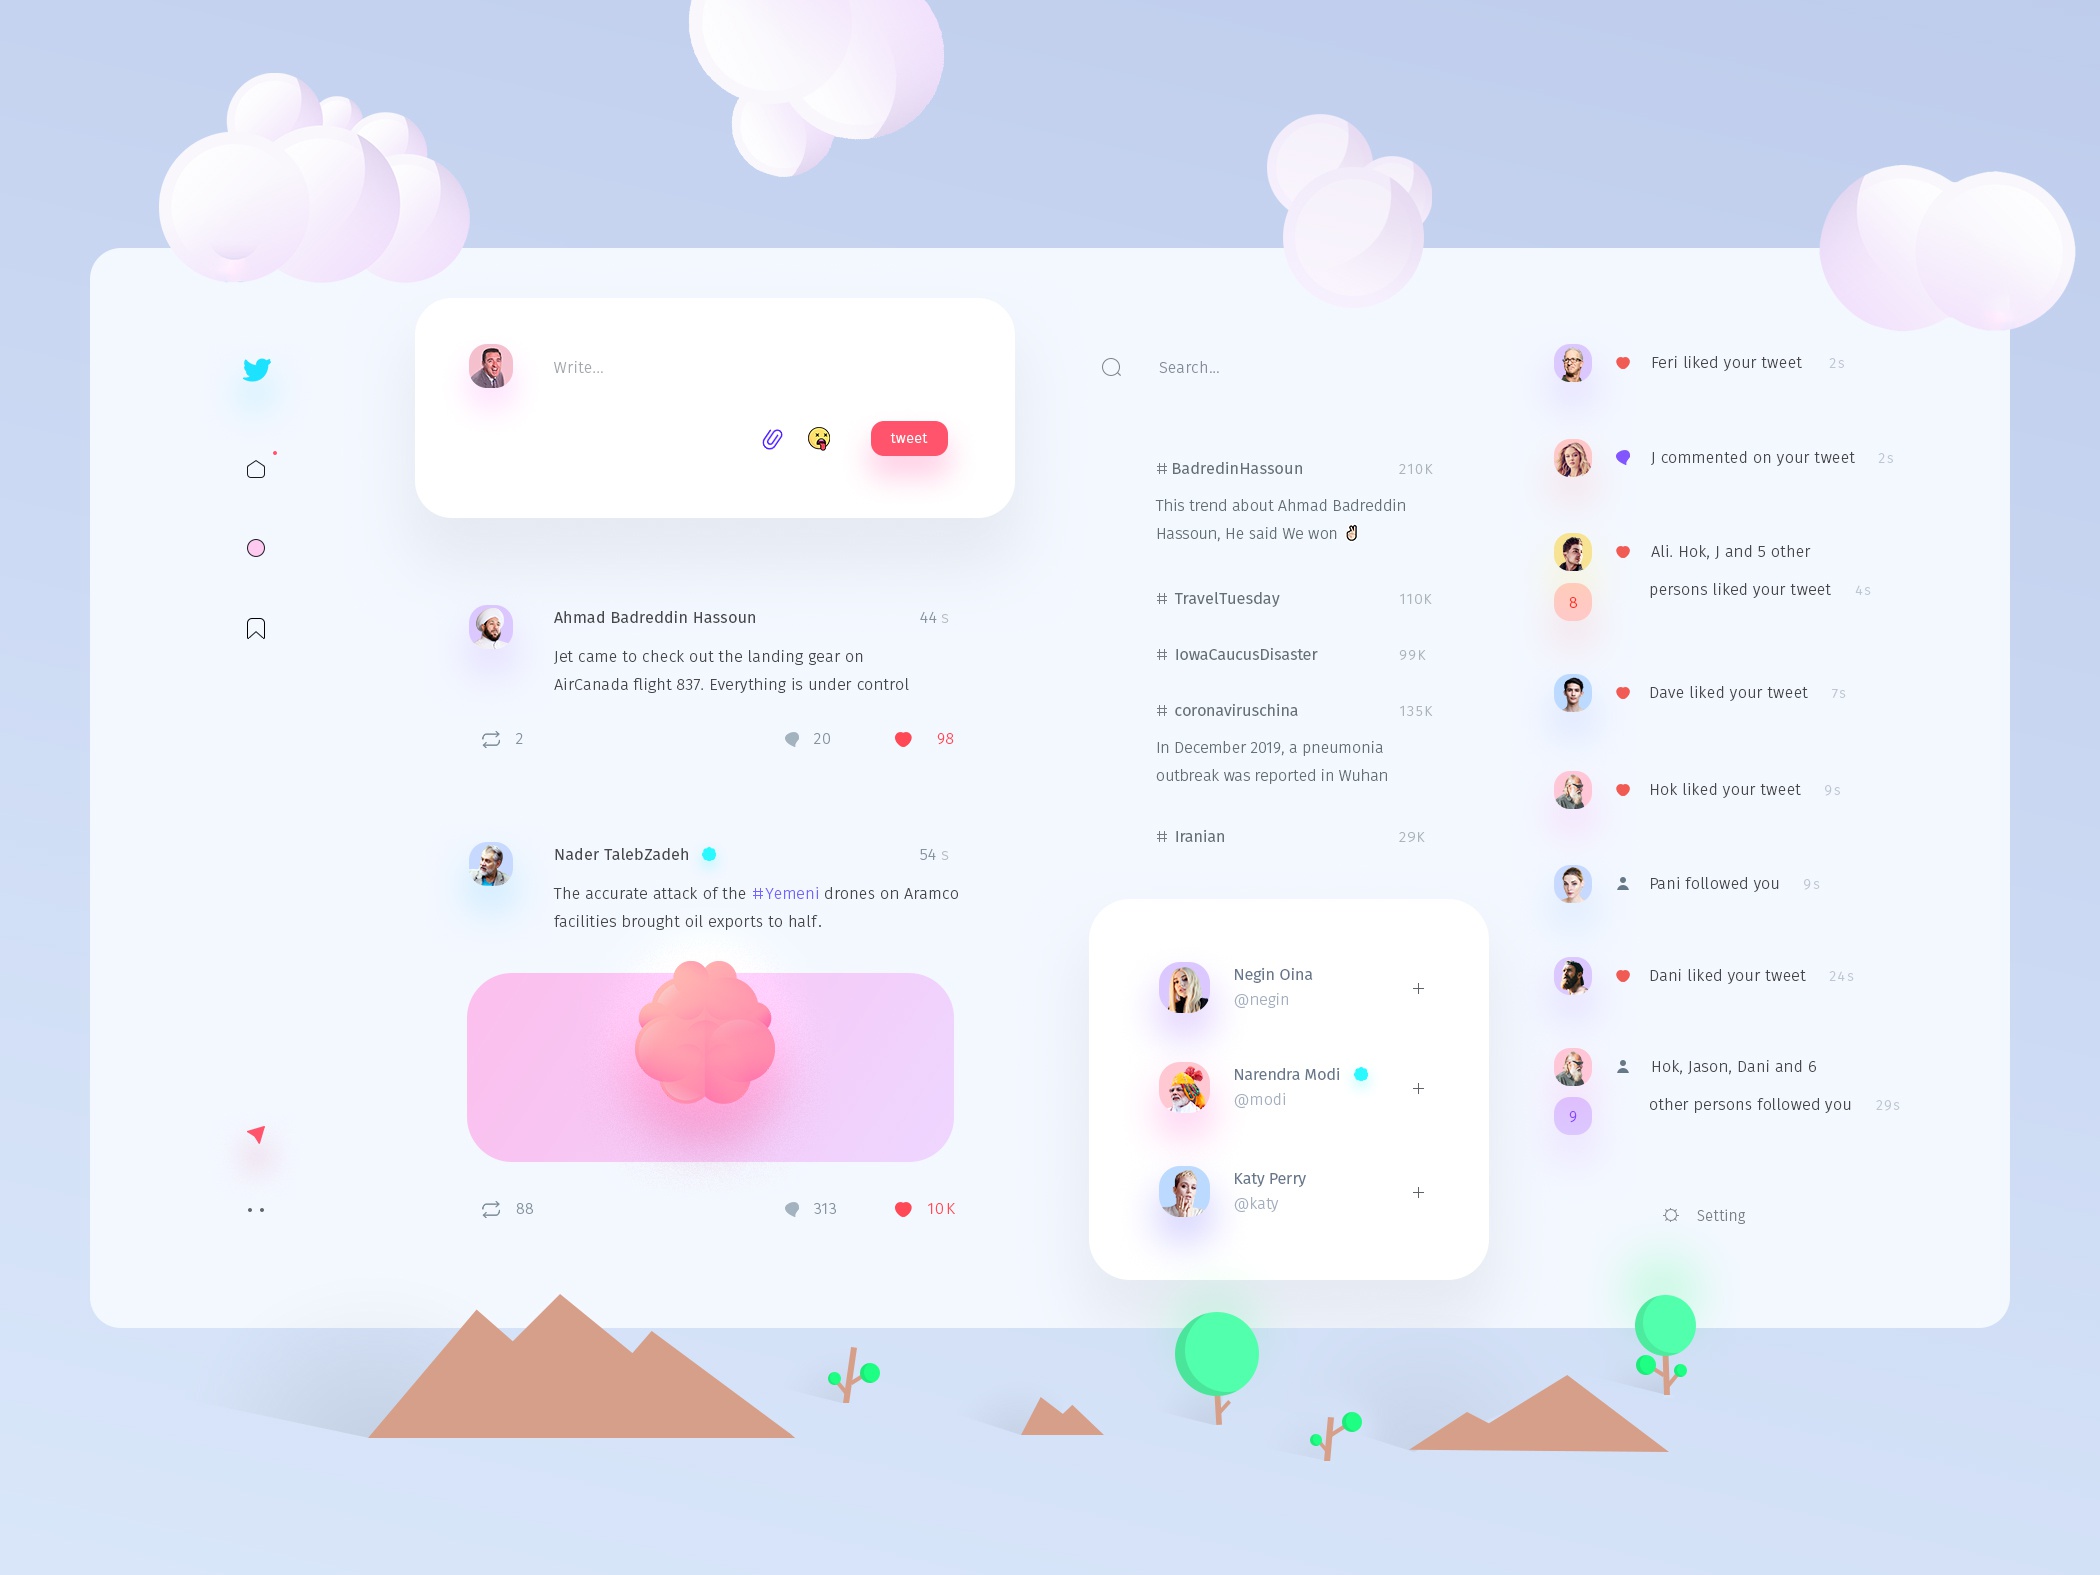 Write...
tweet
Ahmad Badreddin Hassoun 44 s
Jet came to check out the landing gear on
AirCanada flight 837. Everything is under control
2 20 98
Nader TalebZadeh 54 s
The accurate attack of the #Yemeni drones on Aramco
facilities brought oil exports to half.
88 313 10K
Search...
# BadredinHassoun 210K
This trend about Ahmad Badreddin
Hassoun, He said We won ✌
# TravelTuesday 110K
# IowaCaucusDisaster 99K
# coronaviruschina 135K
In December 2019, a pneumonia
outbreak was reported in Wuhan
# Iranian 29K
Negin Oina
@negin
+
Narendra Modi
@modi
+
Katy Perry
@katy
+
Feri liked your tweet 2s
J commented on your tweet 2s
Ali. Hok, J and 5 other
8 persons liked your tweet 4s
Dave liked your tweet 7s
Hok liked your tweet 9s
Pani followed you 9s
Dani liked your tweet 24s
Hok, Jason, Dani and 6
9 other persons followed you 29s
Setting